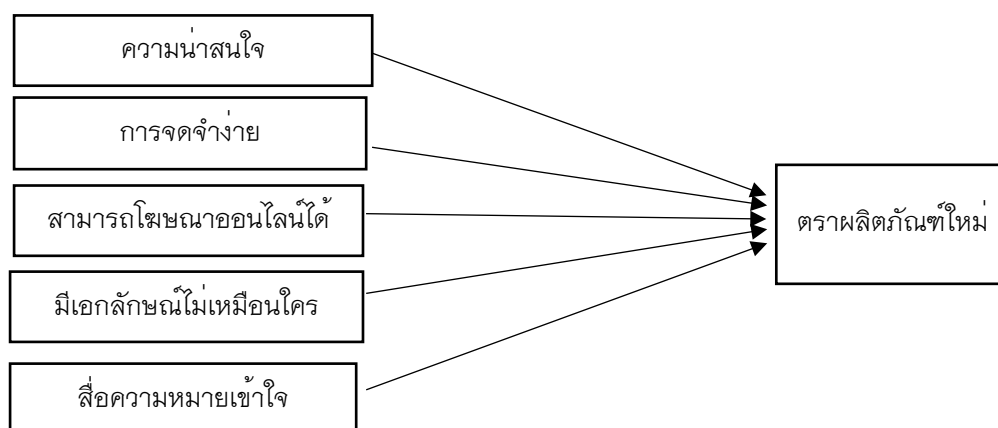 ความน่าสนใจ
การจดจำง่าย
สามารถโฆษณาออนไลน์ได้
มีเอกลักษณ์ไม่เหมือนใคร
สื่อความหมายเข้าใจ
ตราผลิตภัณฑ์ใหม่